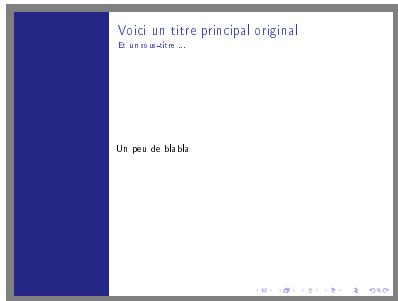 Voici un titre principal original
Et un sous-titre ...
Un peu de blabla